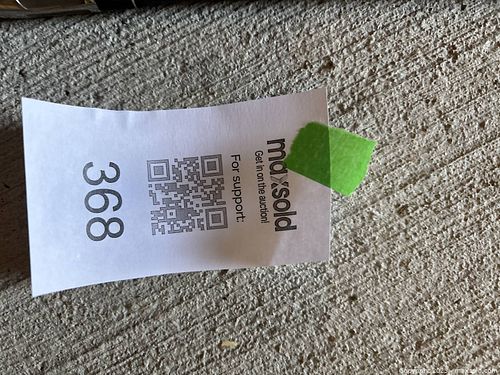 maxsold
Get in on the auction!
For support:
368